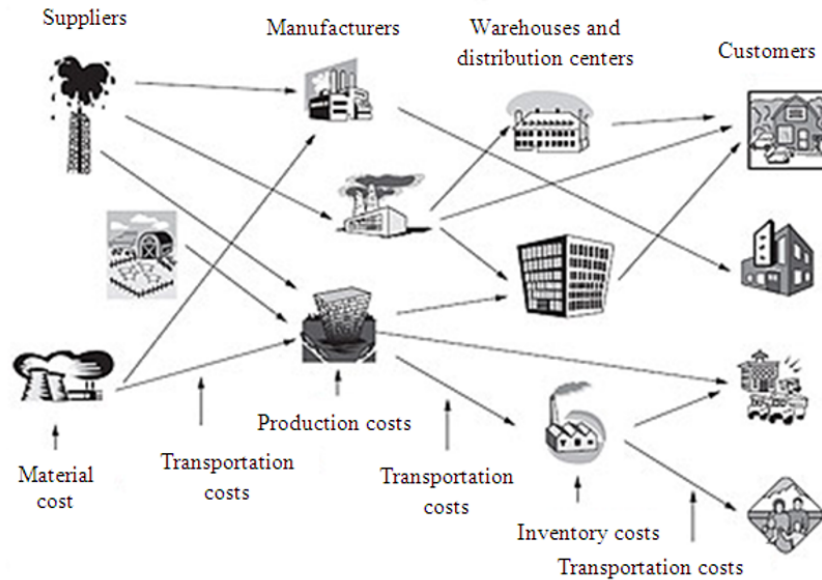 Suppliers
Manufacturers
Warehouses and
distribution centers
Customers
Production costs
Material
cost
Transportation
costs
Transportation
costs
Inventory costs
Transportation costs